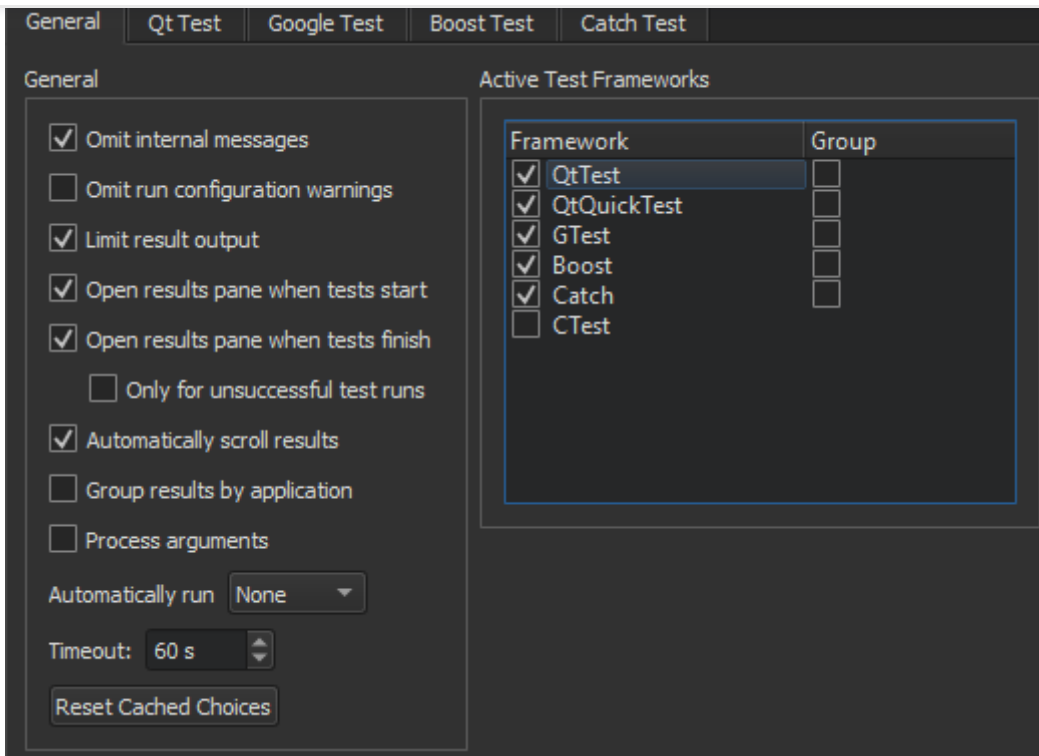 General
Qt Test
Google Test
Boost Test
Catch Test
General
Omit internal messages
Omit run configuration warnings
Limit result output
Open results pane when tests start
Open results pane when tests finish
Only for unsuccessful test runs
Automatically scroll results
Group results by application
Process arguments
Automatically run None
Timeout: 60 s
Reset Cached Choices
Active Test Frameworks
Framework Group
QtTest
QtQuickTest
GTest
Boost
Catch
CTest